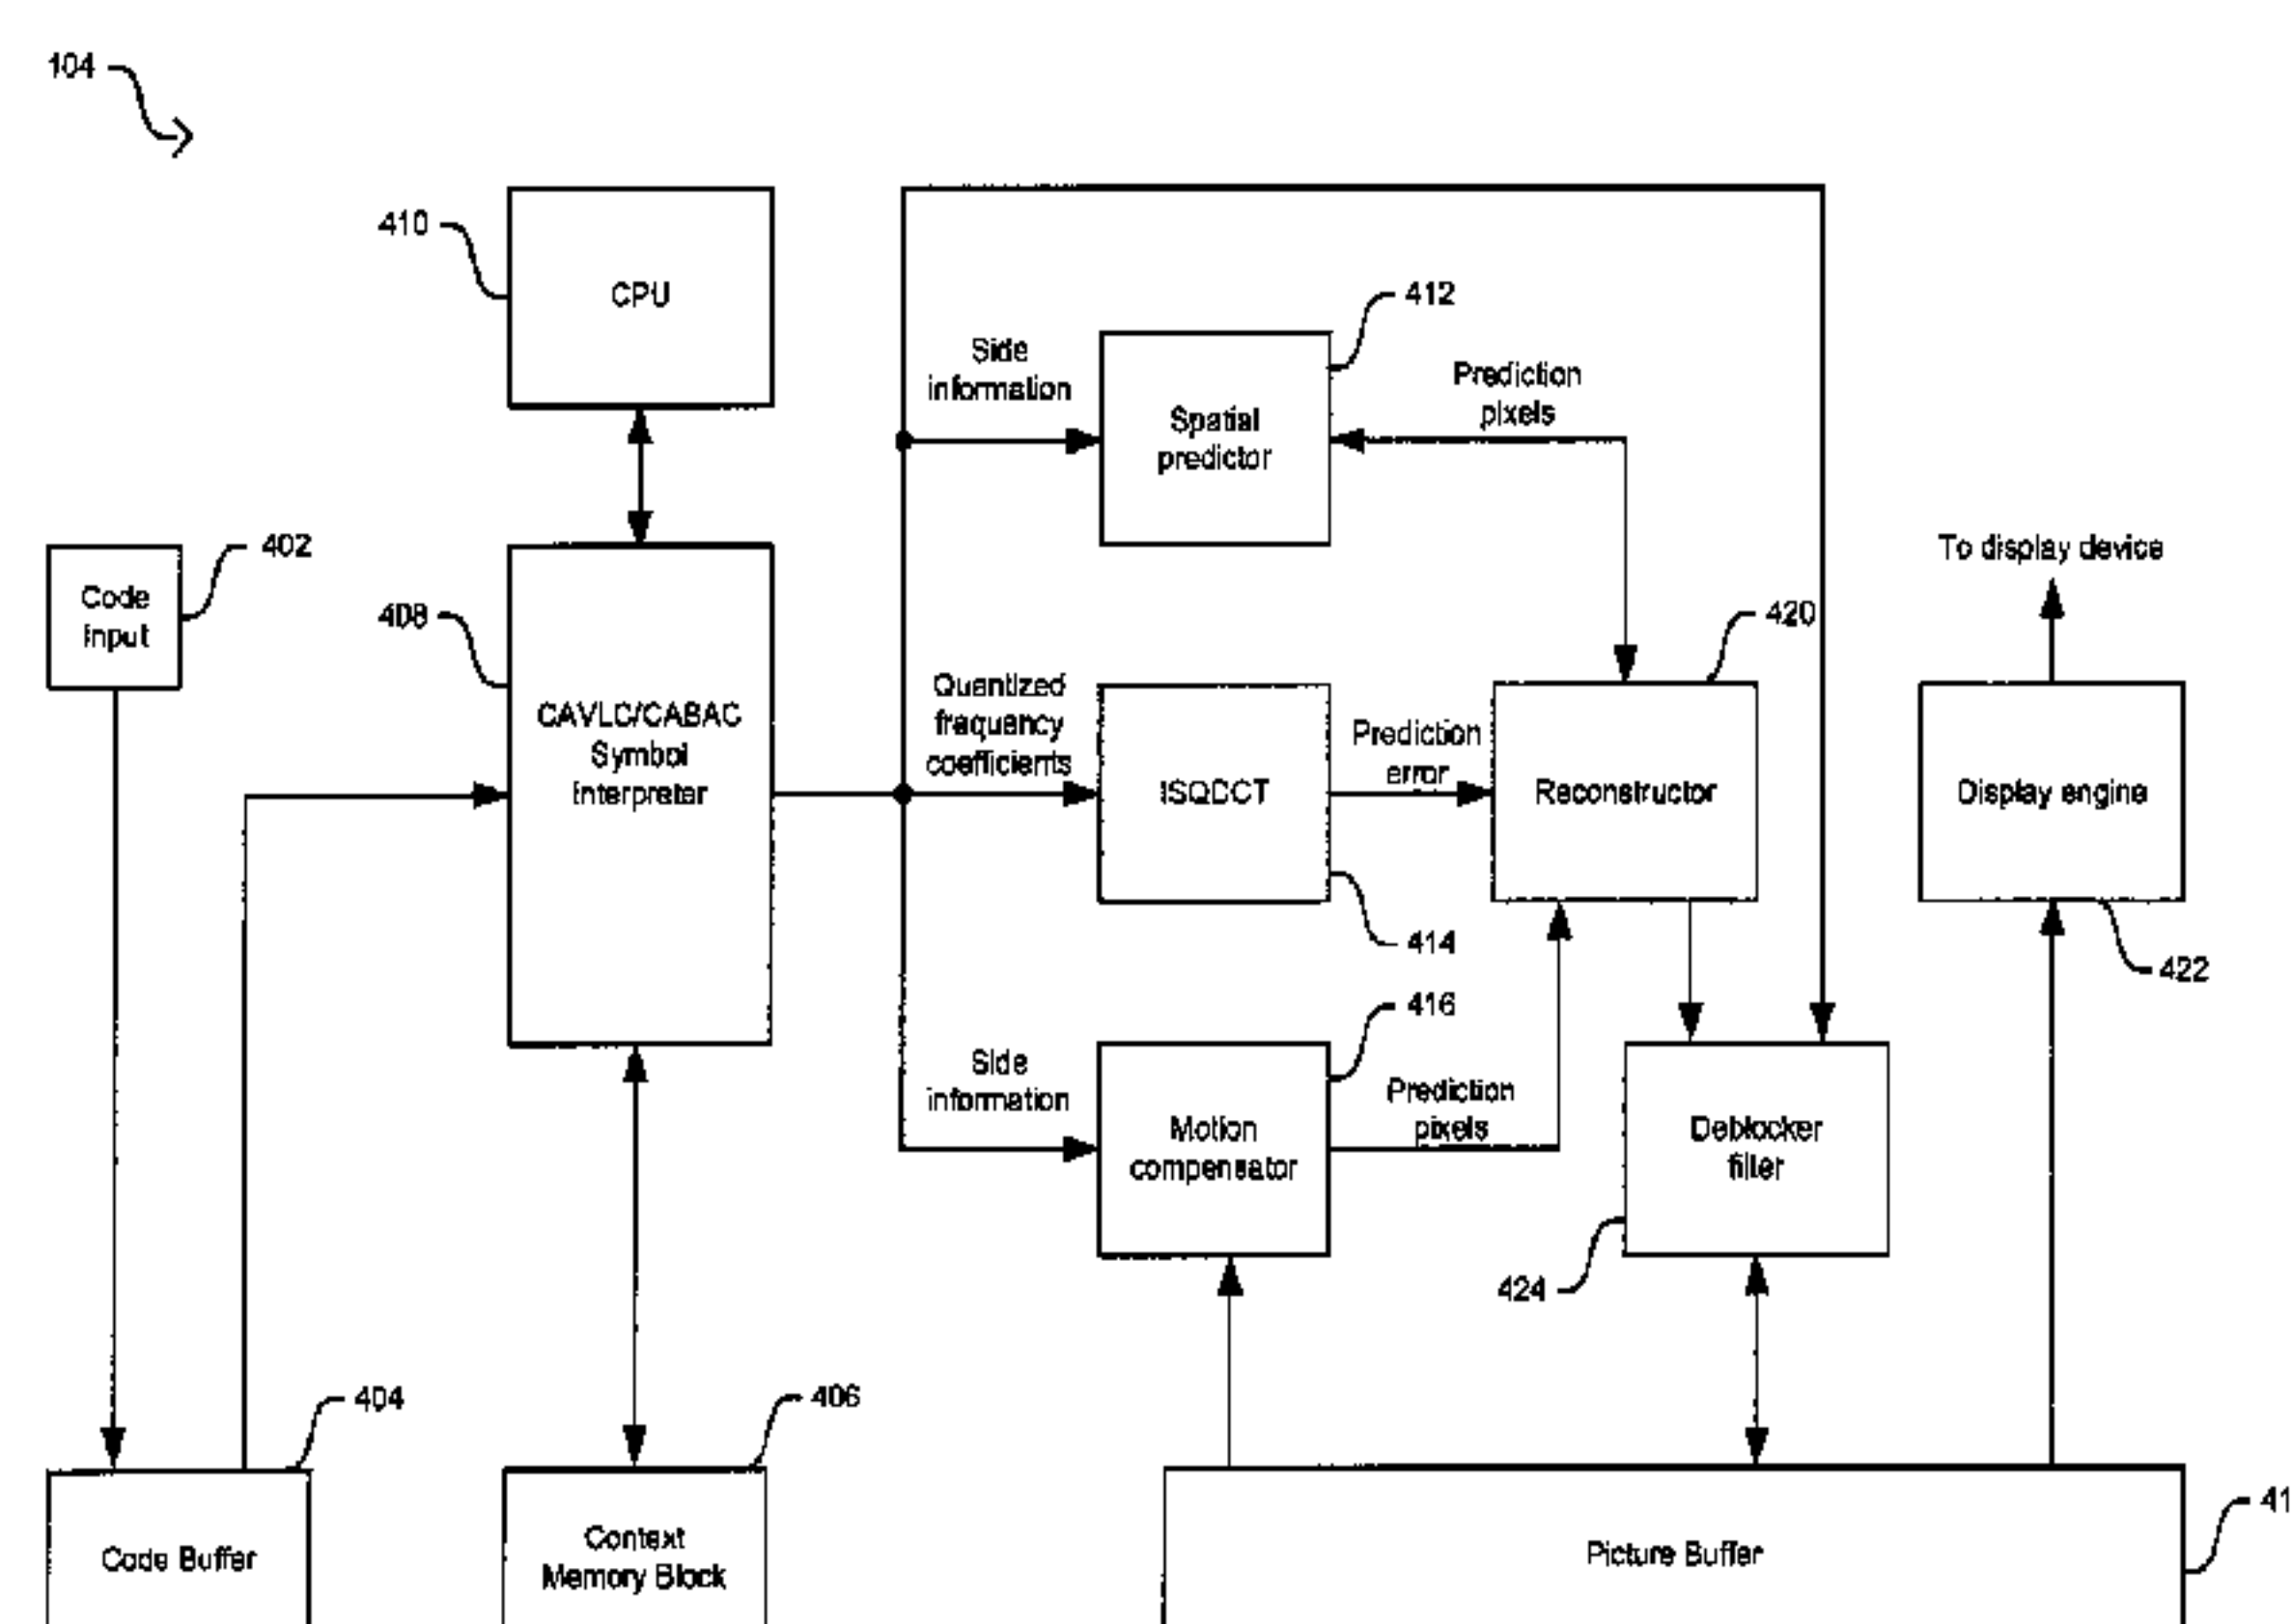 104
410
CPU
412
Side
information
Prediction
pixels
Spatial
predictor
402
Code
Input
To display device
408
420
CAVLC/CABAC
Symbol
Interpreter
Quantized
frequency
coefficients
ISQDCT
Prediction
error
Reconstructor
Display engine
414
422
416
Side
information
Motion
compensator
Prediction
pixels
Deblocker
filter
424
404
406
41
Code Buffer
Context
Memory Block
Picture Buffer